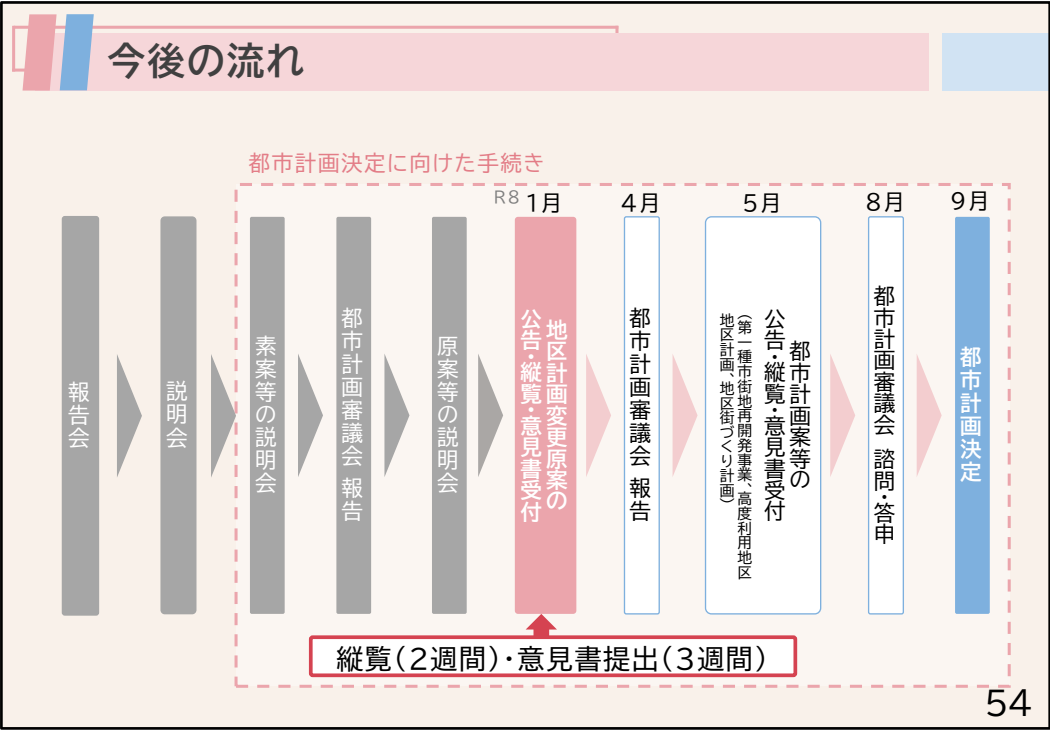 今後の流れ
都市計画決定に向けた手続き
報告会
説明会
素案等の説明会
都市計画審議会 報告
原案等の説明会
R8 1月
地区計画変更原案の
公告・縦覧・意見書受付
4月
都市計画審議会 報告
5月
都市計画案等の
公告・縦覧・意見書受付
（第一種市街地再開発事業、高度利用地区
地区計画、地区街づくり計画）
8月
都市計画審議会 諮問・答申
9月
都市計画決定
縦覧（2週間）・意見書提出（3週間）
54